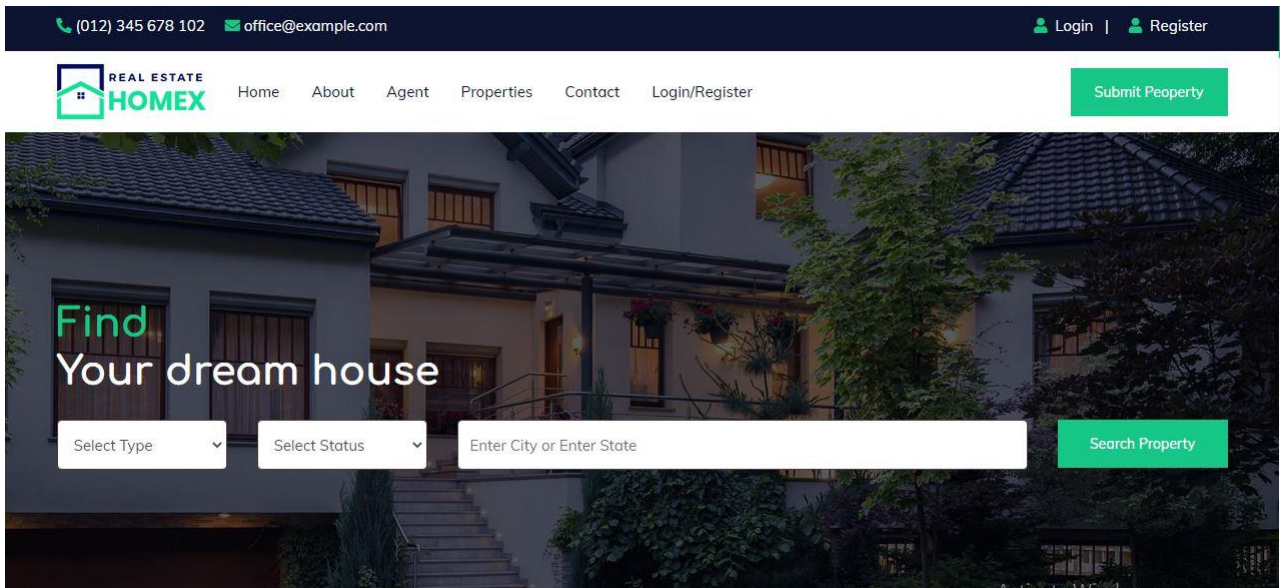 (012) 345 678 102 office@example.com Login | Register
REAL ESTATE
HOMEX
Home About Agent Properties Contact Login/Register
Submit Peoperty
Find
Your dream house
Select Type Select Status Enter City or Enter State Search Property